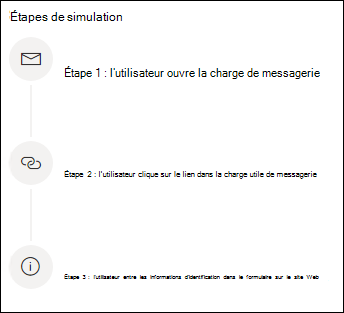 Étapes de simulation
Étape 1 : l'utilisateur ouvre la charge de messagerie
Étape 2 : l'utilisateur clique sur le lien dans la charge utile de messagerie
Étape 3 : l'utilisateur entre les informations d'identification dans le formulaire sur le site Web